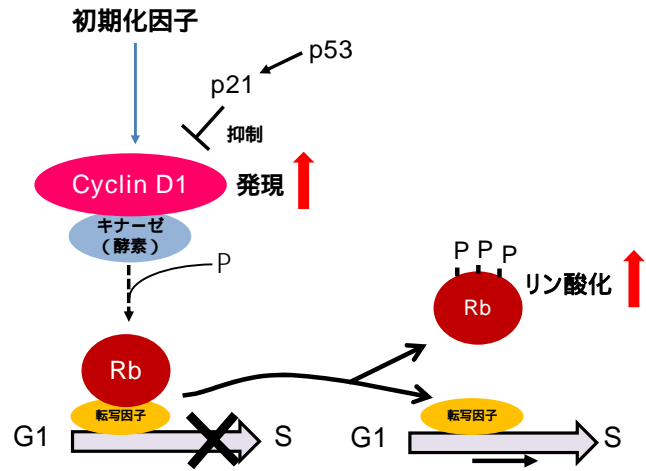 初期化因子
p53
p21
抑制
Cyclin D1
発現
キナーゼ
(酵素)
P
P P P
リン酸化
Rb
Rb
転写因子
転写因子
G1
S
G1
S